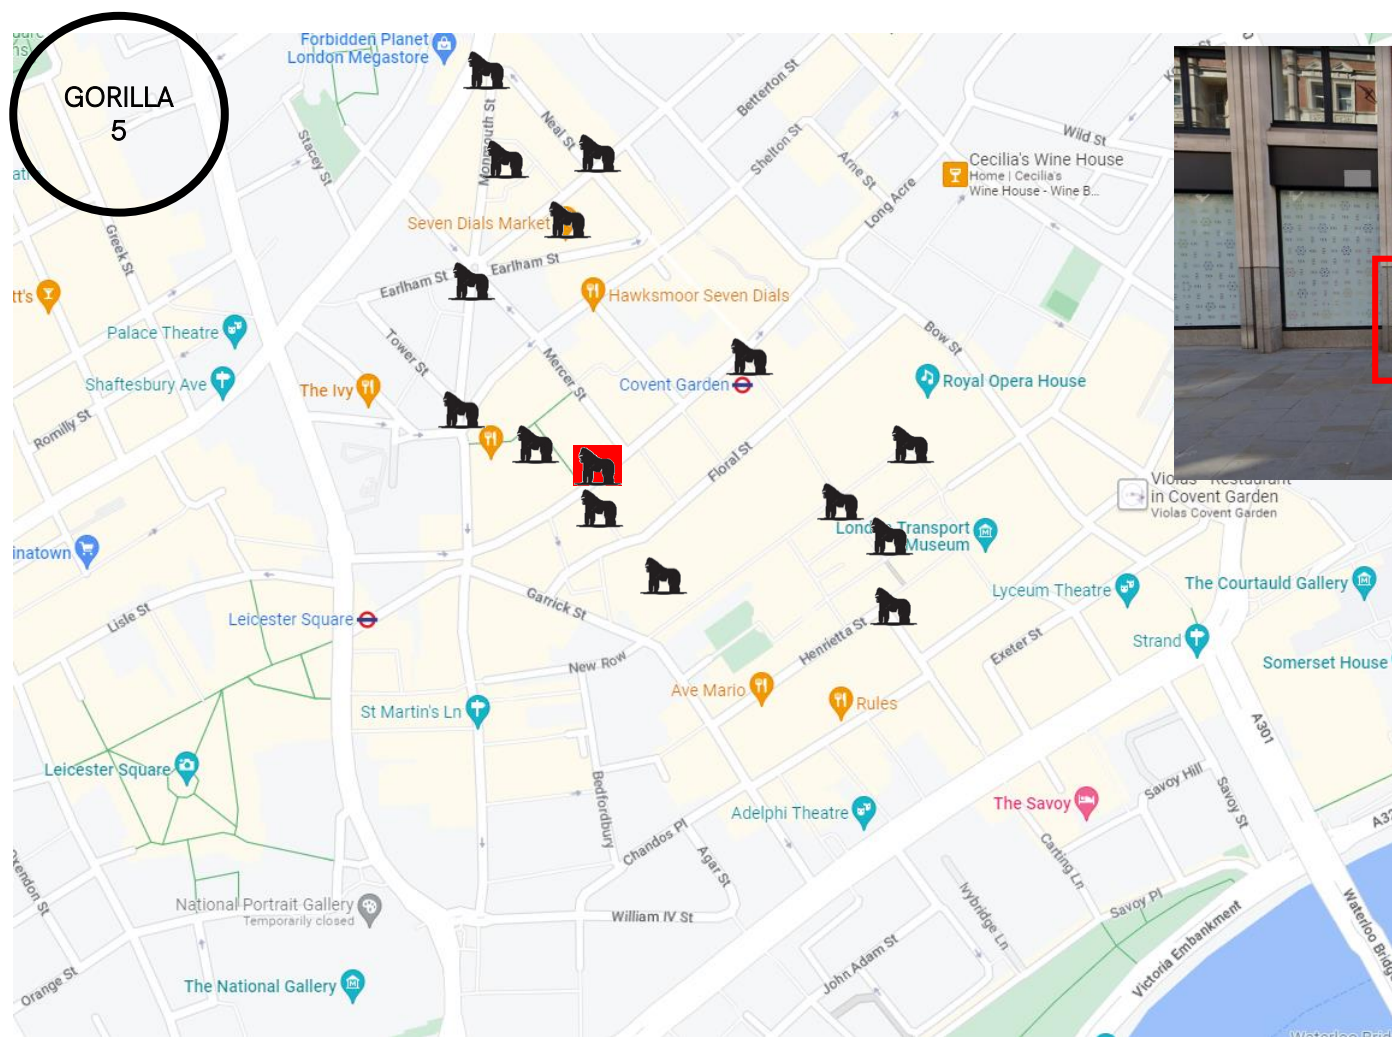 GORILLA
5
Forbidden Planet
London Megastore
Monmouth St
Neal St
Betterton St
Shelton St
Arne St
Long Acre
Wild St
Cecilia's Wine House
Home | Cecilia's
Wine House - Wine B...
Stacey St
Greek St
Seven Dials Market
Earlham St
Earlham St
Hawksmoor Seven Dials
tt's
Palace Theatre
Tower St
Mercer St
Bow St
Shaftesbury Ave
The Ivy
Covent Garden
Royal Opera House
Romilly St
Floral St
Violas - Restaurant
in Covent Garden
Violas Covent Garden
London Transport
Museum
inatown
Lyceum Theatre
The Courtauld Gallery
Lisle St
Leicester Square
Garrick St
Henrietta St
Exeter St
Strand
New Row
Somerset House
Ave Mario
Rules
St Martin's Ln
A301
Leicester Square
Bedfordbury
Savoy Hill
Savoy St
The Savoy
Adelphi Theatre
Chandos Pl
Agar St
Carting Ln
National Portrait Gallery
Temporarily closed
William IV St
Ivybridge Ln
Savoy Pl
Victoria Embankment
Waterloo Bridge
John Adam St
Orange St
The National Gallery